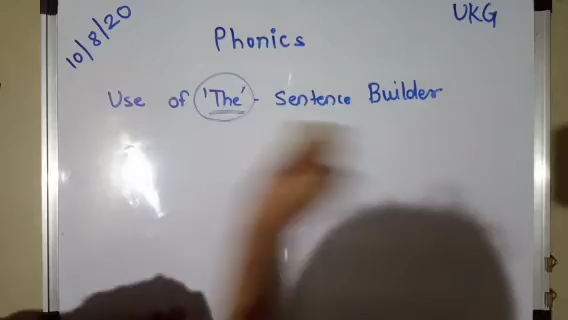 10/8/20
UKG
Phonics
Use of 'The' - Sentence Builder